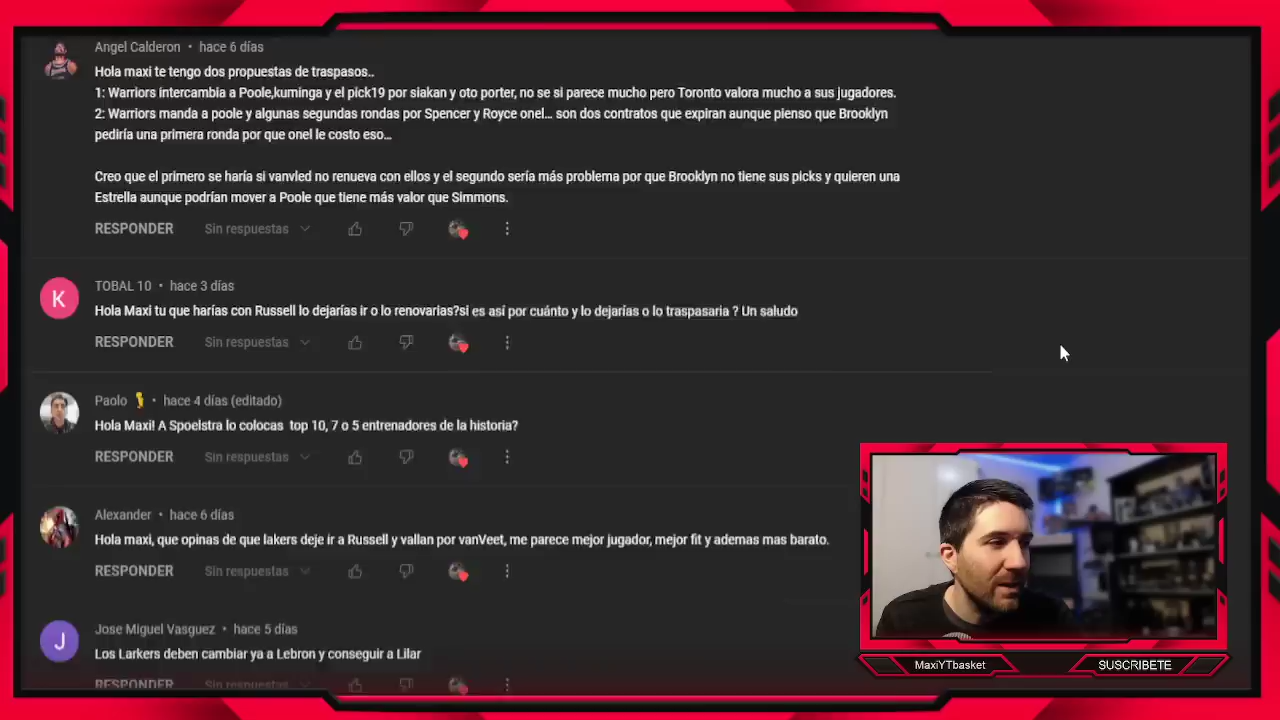 Angel Calderon • hace 6 días
Hola maxi te tengo dos propuestas de traspasos..
1: Warriors intercambia a Poole,kuminga y el pick19 por siakan y oto porter, no se si parece mucho pero Toronto valora mucho a sus jugadores.
2: Warriors manda a poole y algunas segundas rondas por Spencer y Royce onel... son dos contratos que expiran aunque pienso que Brooklyn
pediría una primera ronda por que onel le costo eso...
Creo que el primero se haría si vanvled no renueva con ellos y el segundo sería más problema por que Brooklyn no tiene sus picks y quieren una
Estrella aunque podrían mover a Poole que tiene más valor que Simmons.
RESPONDER Sin respuestas
K
TOBAL 10 • hace 3 días
Hola Maxi tu que harías con Russell lo dejarías ir o lo renovarias?si es así por cuánto y lo dejarías o lo traspasaria ? Un saludo
RESPONDER Sin respuestas
Paolo • hace 4 días (editado)
Hola Maxi! A Spoelstra lo colocas top 10, 7 o 5 entrenadores de la historia?
RESPONDER Sin respuestas
Alexander • hace 6 días
Hola maxi, que opinas de que lakers deje ir a Russell y vallan por vanVeet, me parece mejor jugador, mejor fit y ademas mas barato.
RESPONDER Sin respuestas
J
Jose Miguel Vasguez • hace 5 días
Los Larkers deben cambiar ya a Lebron y conseguir a Lilar
RESPONDER Sin respuestas
MaxiYTbasket
SUSCRIBETE